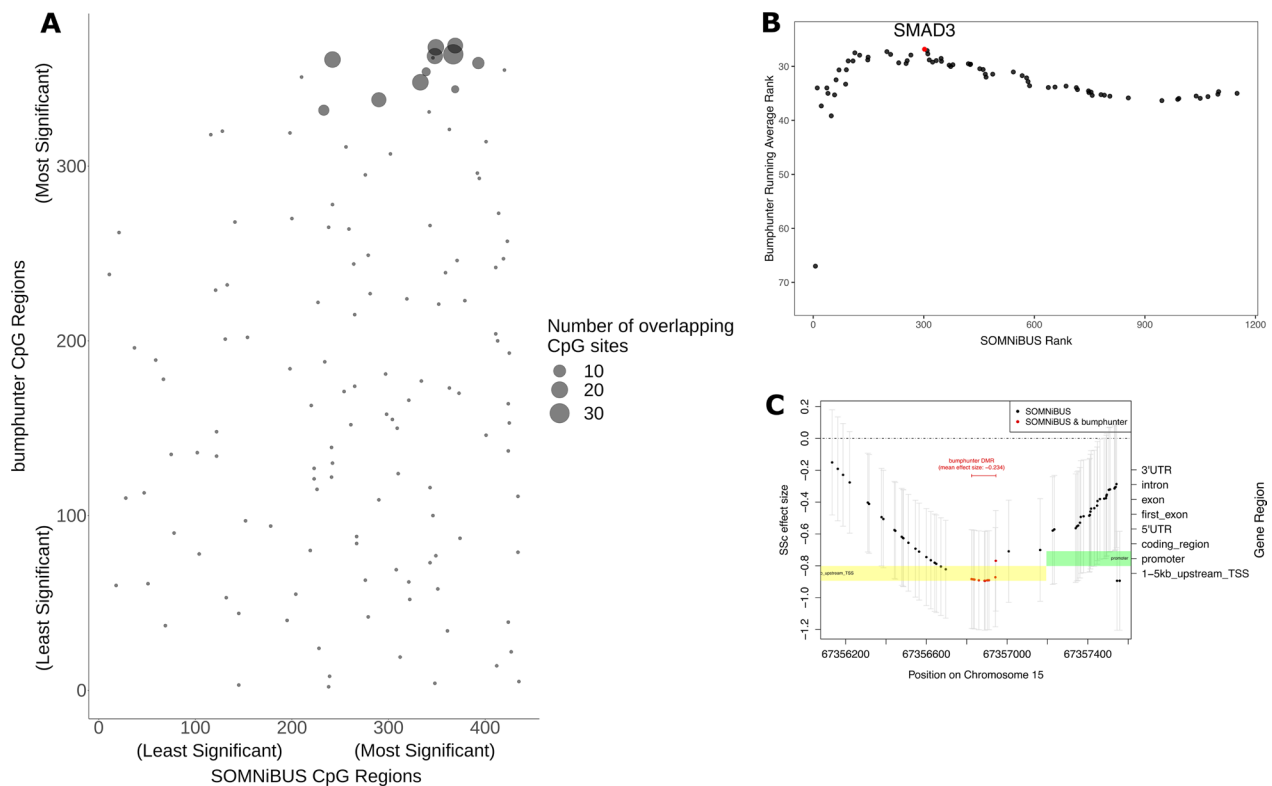 A
bumphunter CpG Regions
(Least Significant)
(Most Significant)
300
200
100
0
0 100 200 300 400
(Least Significant) (Most Significant)
SOMNiBUS CpG Regions
Number of overlapping
CpG sites
10
20
30
B
SMAD3
Bumphunter Running Average Rank
30
40
50
60
70
0 300 600 900 1200
SOMNiBUS Rank
C
SSc effect size
0.2
0.0
−0.2
−0.4
−0.6
−0.8
−1.0
−1.2
SOMNiBUS
SOMNiBUS & bumphunter
bumphunter DMR
(mean effect size: −0.234)
promoter
_upstream_TSS
3'UTR
intron
exon
first_exon
5'UTR
coding_region
promoter
1−5kb_upstream_TSS
Gene Region
67356200 67356600 67357000 67357400
Position on Chromosome 15